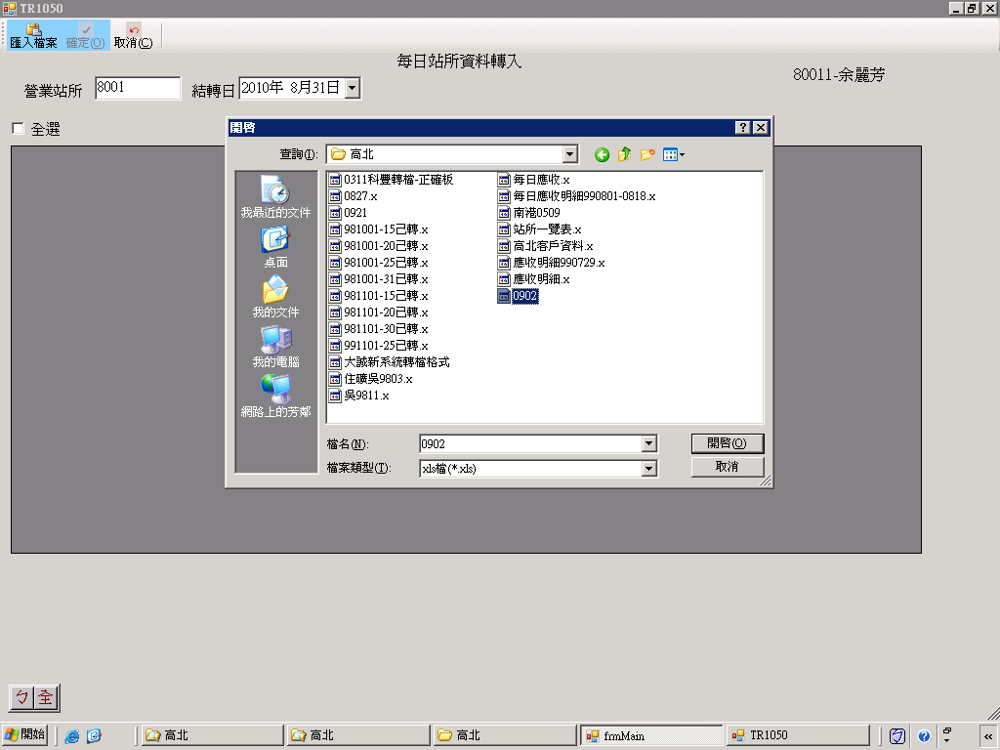 TR1050
匯入檔案 確定(O) 取消(C)
每日站所資料轉入
80011-余麗芳
營業站所 8001 結轉日 2010年 8月31日
全選
開啓
查詢(I): 高北
我最近的文件
桌面
我的文件
我的電腦
網路上的芳鄰
0311科豐轉檔-正確板
0827.x
0921
981001-15已轉.x
981001-20已轉.x
981001-25已轉.x
981001-31已轉.x
981101-15已轉.x
981101-20已轉.x
981101-30已轉.x
991101-25已轉.x
大誠新系統轉檔格式
住礦吳9803.x
吳9811.x
每日應收.x
每日應收明細990801-0818.x
南港0509
站所一覽表.x
高北客戶資料.x
應收明細990729.x
應收明細.x
0902
檔名(N): 0902 開啓(O)
檔案類型(T): xls檔(*.xls) 取消
ㄅ 全
開始 高北 高北 高北 frmMain TR1050